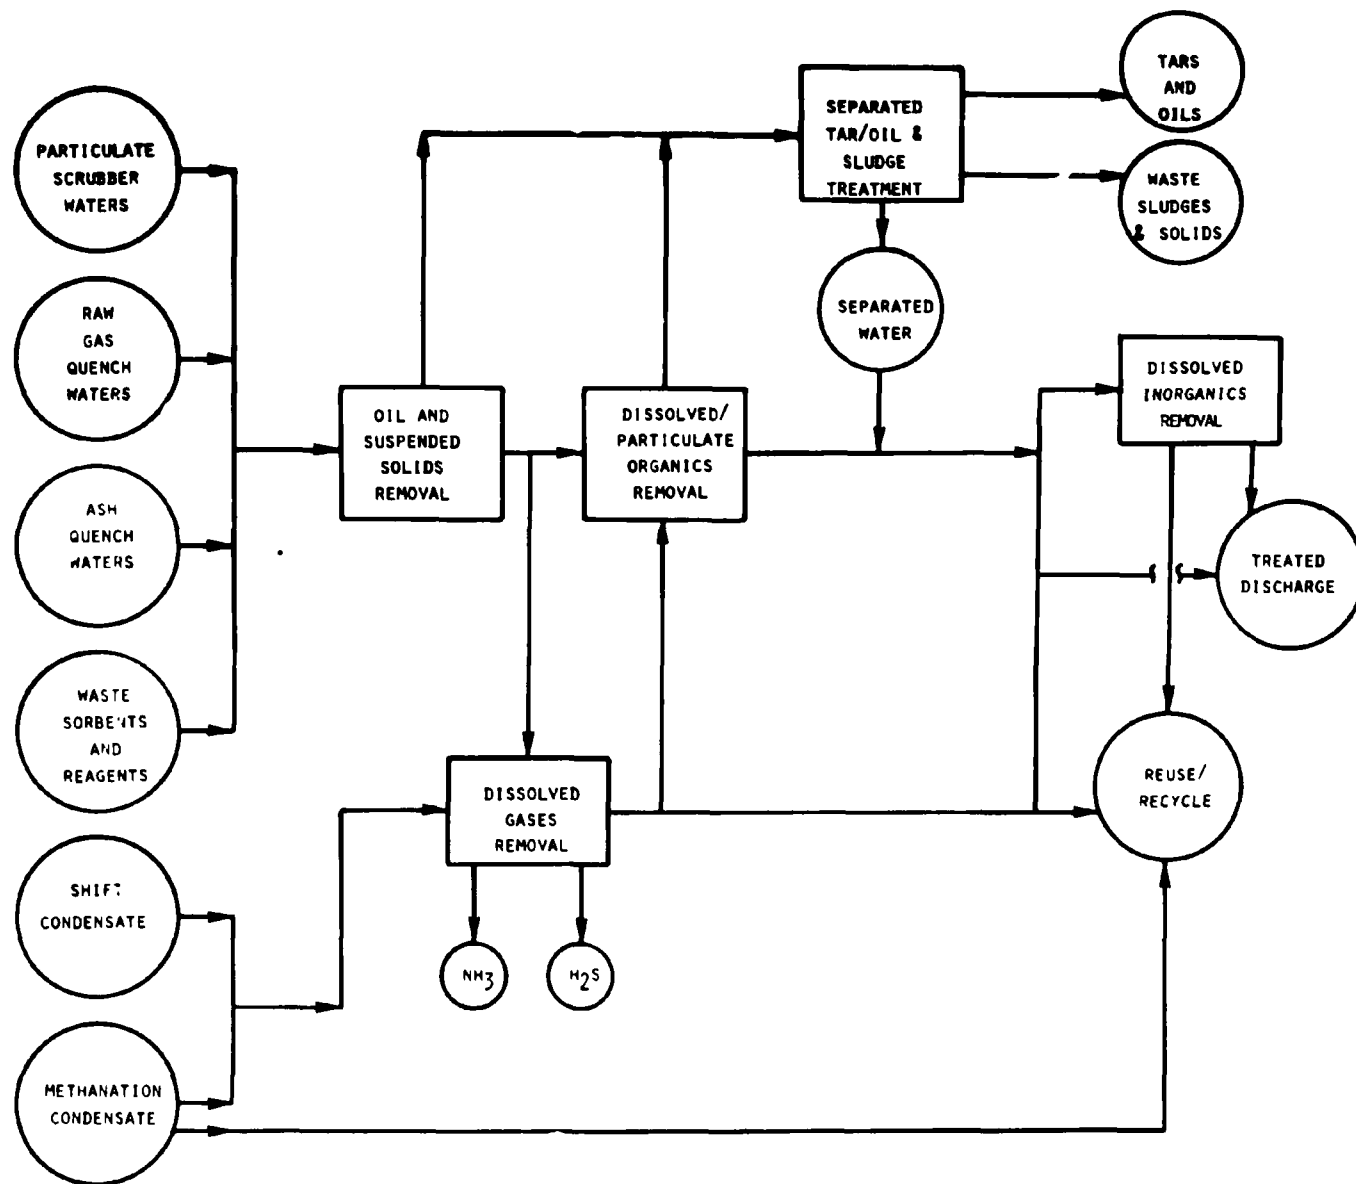 PARTICULATE
SCRUBBER
WATERS
RAW
GAS
QUENCH
WATERS
ASH
QUENCH
WATERS
WASTE
SORBENTS
AND
REAGENTS
SHIFT
CONDENSATE
METHANATION
CONDENSATE
OIL AND
SUSPENDED
SOLIDS
REMOVAL
DISSOLVED/
PARTICULATE
ORGANICS
REMOVAL
DISSOLVED
GASES
REMOVAL
NH3
H2S
SEPARATED
TAR/OIL &
SLUDGE
TREATMENT
SEPARATED
WATER
TARS
AND
OILS
WASTE
SLUDGES
& SOLIDS
DISSOLVED
INORGANICS
REMOVAL
TREATED
DISCHARGE
REUSE/
RECYCLE